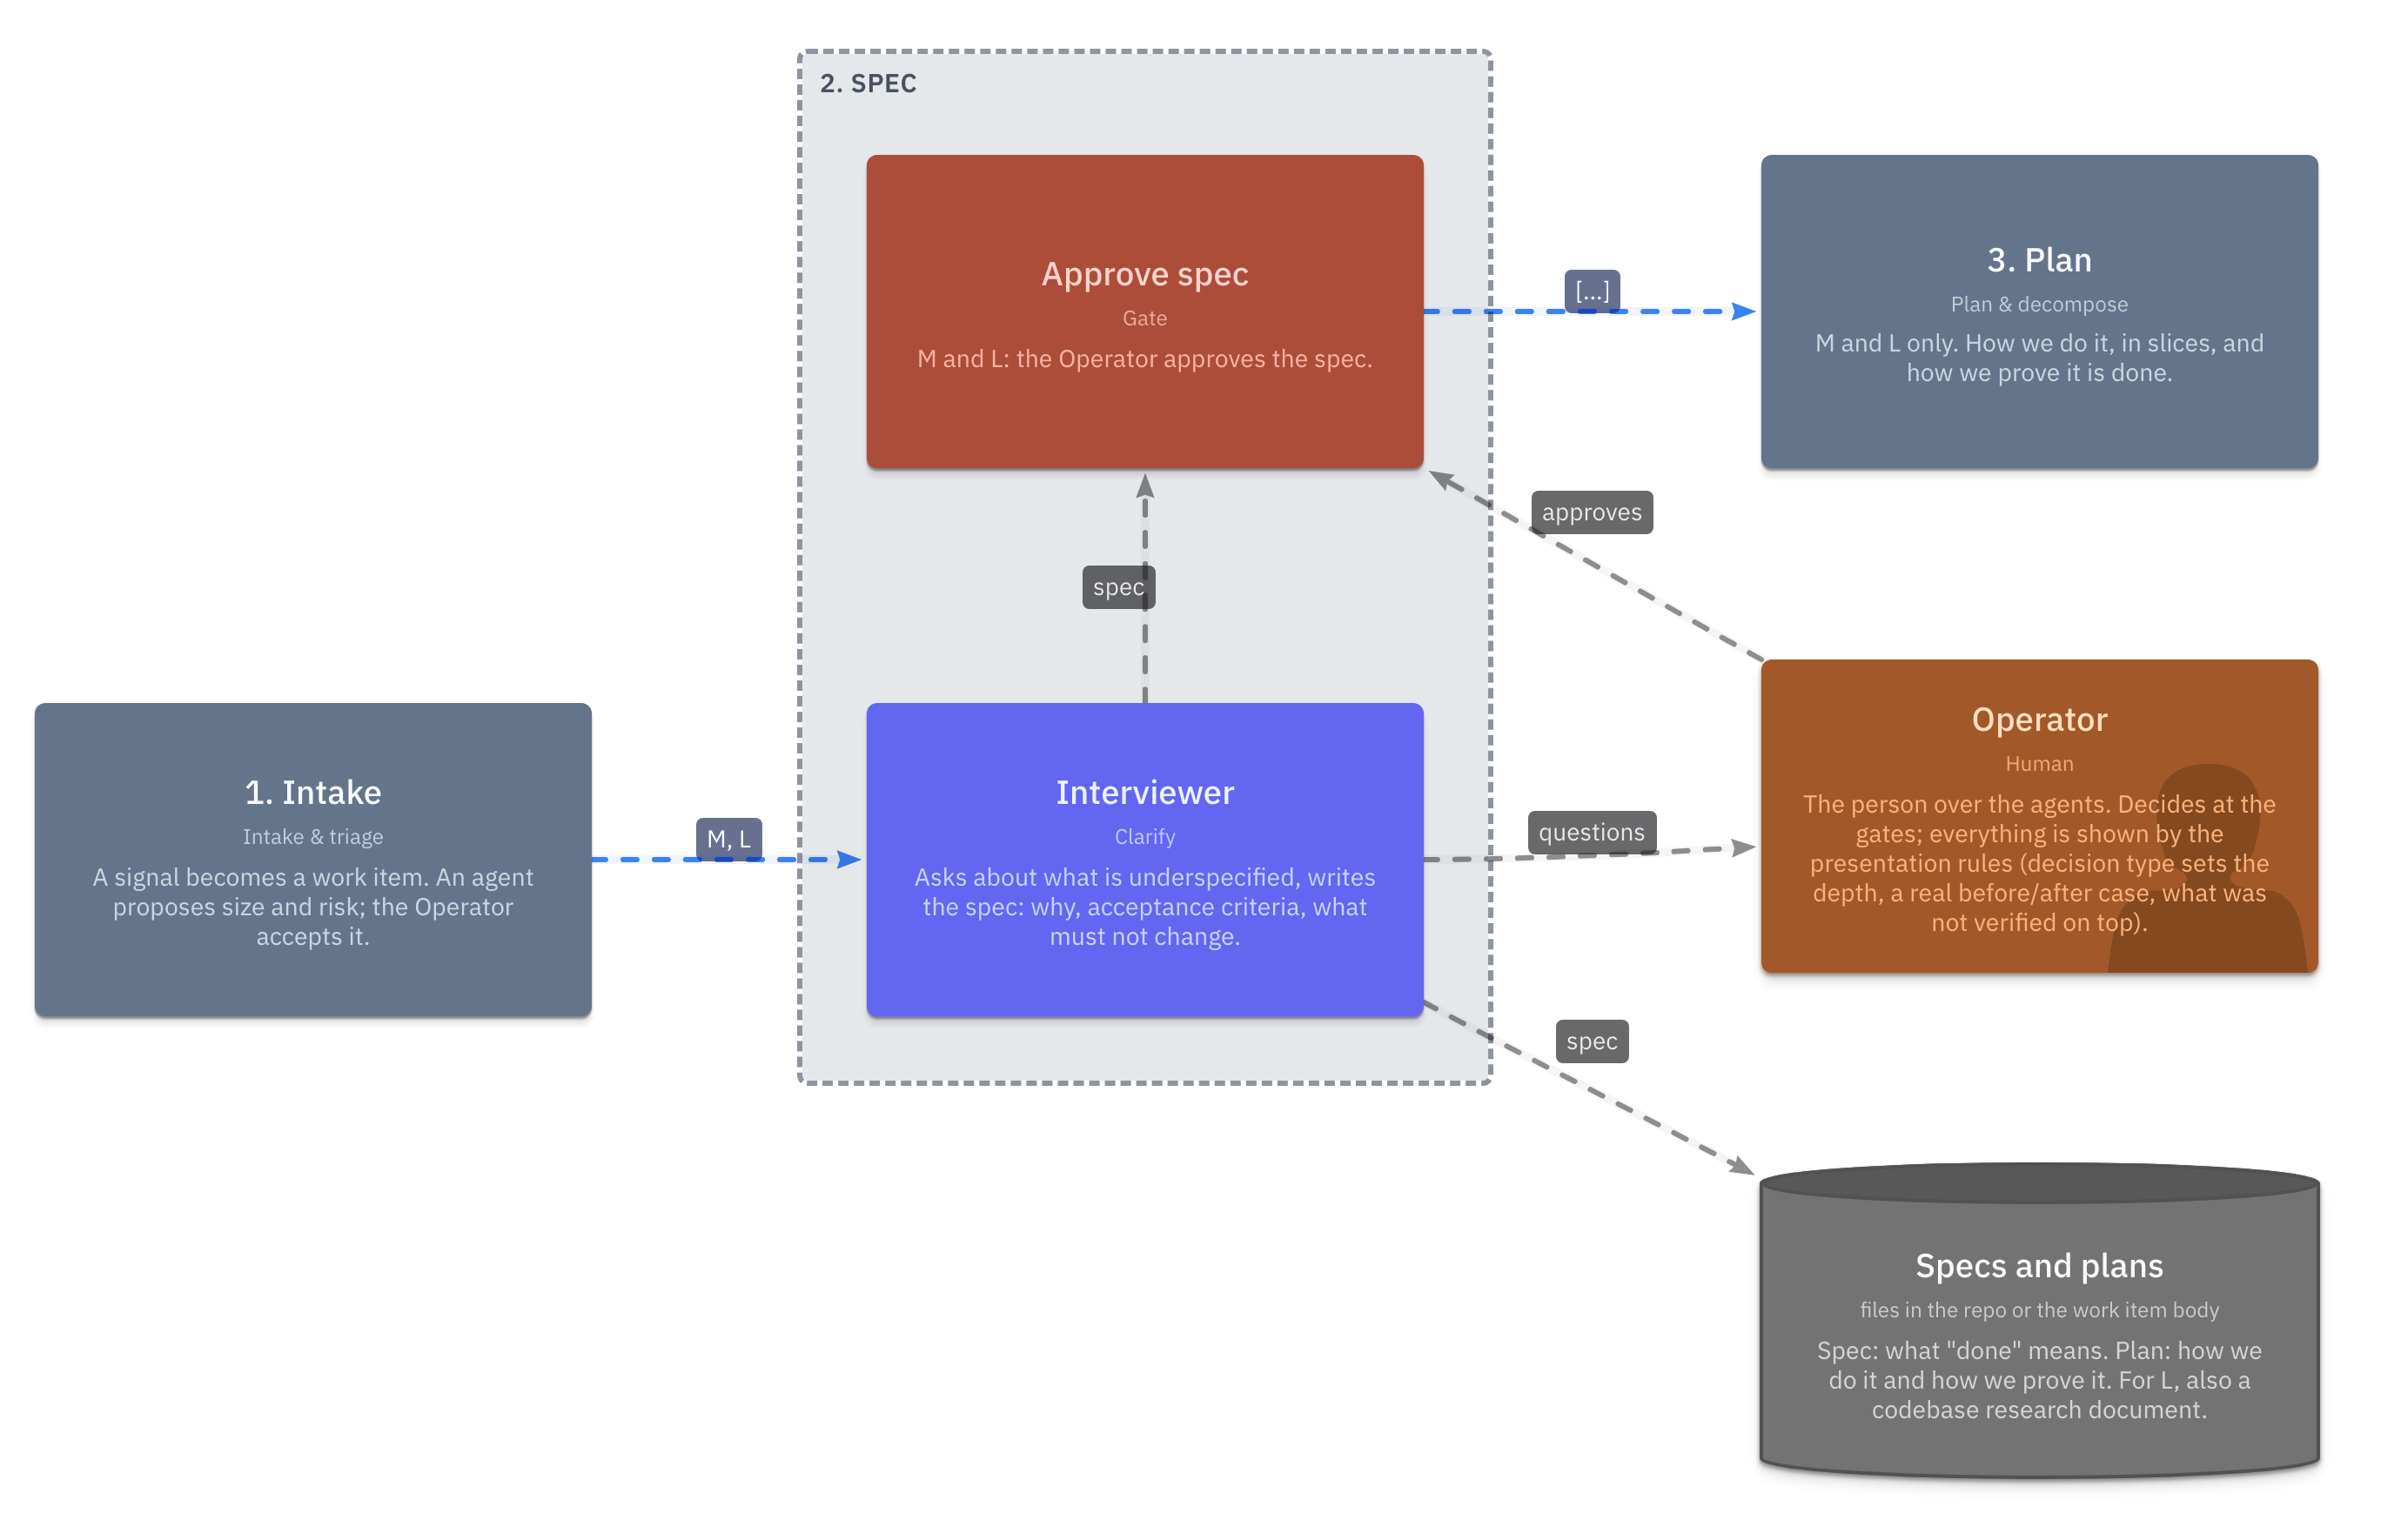 2. SPEC
Approve spec
Gate
M and L: the Operator approves the spec.
[...]
3. Plan
Plan & decompose
M and L only. How we do it, in slices, and
how we prove it is done.
approves
spec
1. Intake
Intake & triage
A signal becomes a work item. An agent
proposes size and risk; the Operator
accepts it.
M, L
Interviewer
Clarify
Asks about what is underspecified, writes
the spec: why, acceptance criteria, what
must not change.
questions
Operator
Human
The person over the agents. Decides at the
gates; everything is shown by the
presentation rules (decision type sets the
depth, a real before/after case, what was
not verified on top).
spec
Specs and plans
files in the repo or the work item body
Spec: what "done" means. Plan: how we
do it and how we prove it. For L, also a
codebase research document.